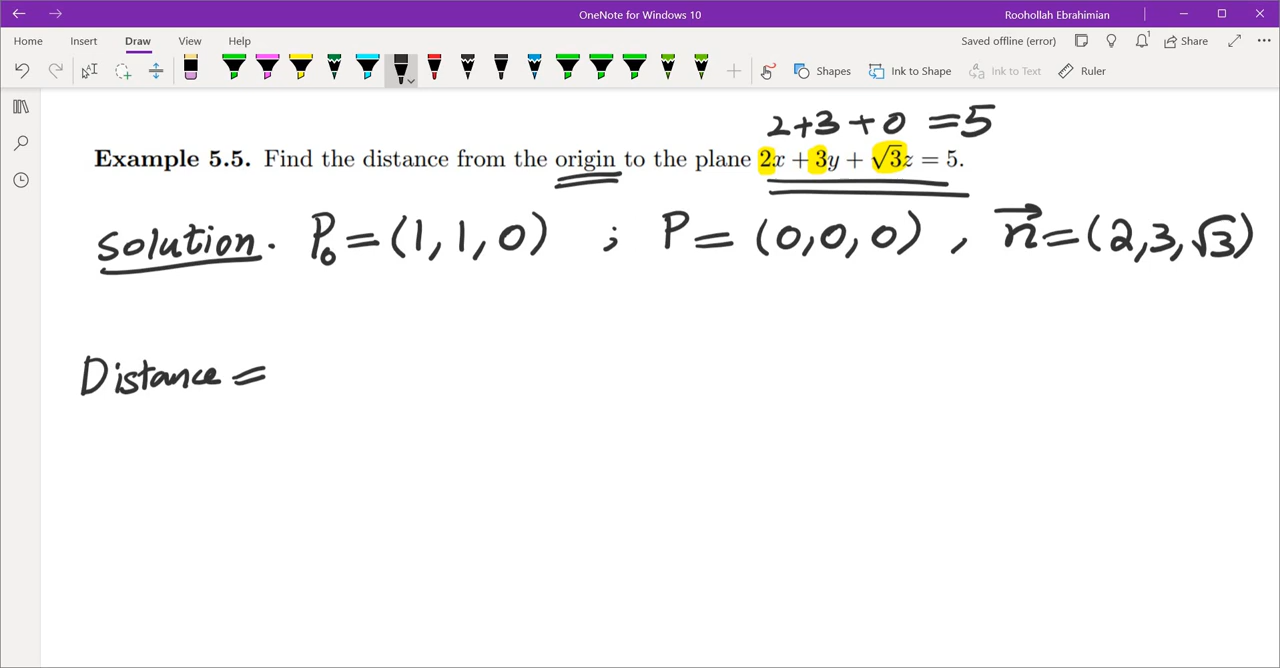 OneNote for Windows 10
Roohollah Ebrahimian
Home Insert Draw View Help
Saved offline (error)
Share
Shapes
Ink to Shape
Ink to Text
Ruler
2+3+0 =5
Example 5.5. Find the distance from the origin to the plane 2x + 3y + √3z = 5.
Solution. P₀=(1,1,0) ; P=(0,0,0), n⃗=(2,3,√3)
Distance =